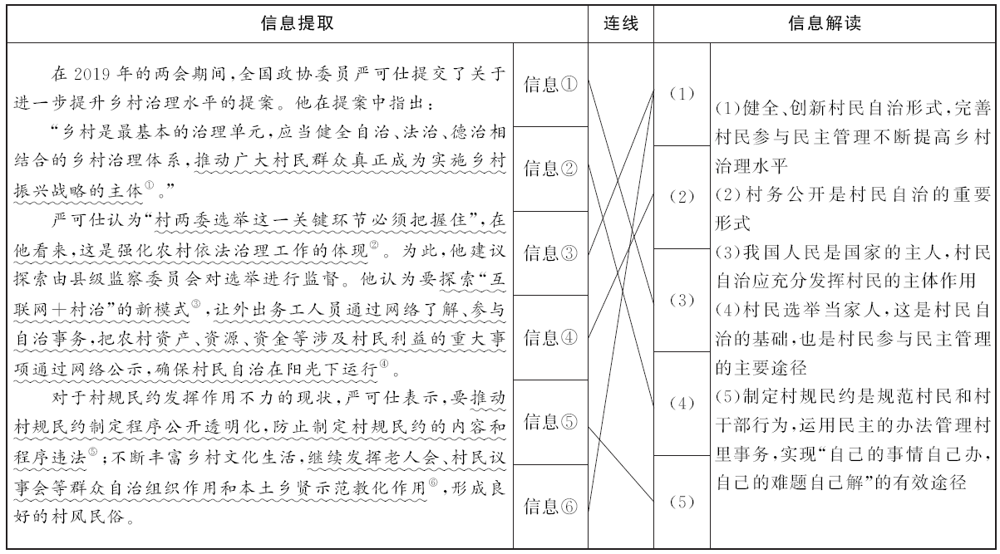 信息提取
连线
信息解读
在2019年的两会期间,全国政协委员严可仕提交了关于
进一步提升乡村治理水平的提案。他在提案中指出:
“乡村是最基本的治理单元,应当健全自治、法治、德治相
结合的乡村治理体系,推动广大村民群众真正成为实施乡村
振兴战略的主体①。”
严可仕认为“村两委选举这一关键环节必须把握住”,在
他看来,这是强化农村依法治理工作的体现②。为此,他建议
探索由县级监察委员会对选举进行监督。他认为要探索“互
联网+村治”的新模式③,让外出务工人员通过网络了解、参与
自治事务,把农村资产、资源、资金等涉及村民利益的重大事
项通过网络公示,确保村民自治在阳光下运行④。
对于村规民约发挥作用不力的现状,严可仕表示,要推动
村规民约制定程序公开透明化,防止制定村规民约的内容和
程序违法⑤;不断丰富乡村文化生活,继续发挥老人会、村民议
事会等群众自治组织作用和本土乡贤示范教化作用⑥,形成良
好的村风民俗。
信息①
信息②
信息③
信息④
信息⑤
信息⑥
(1)
(2)
(3)
(4)
(5)
(1)健全、创新村民自治形式,完善
村民参与民主管理不断提高乡村
治理水平
(2)村务公开是村民自治的重要
形式
(3)我国人民是国家的主人,村民
自治应充分发挥村民的主体作用
(4)村民选举当家人,这是村民自
治的基础,也是村民参与民主管理
的主要途径
(5)制定村规民约是规范村民和村
干部行为,运用民主的办法管理村
里事务,实现“自己的事情自己办,
自己的难题自己解”的有效途径